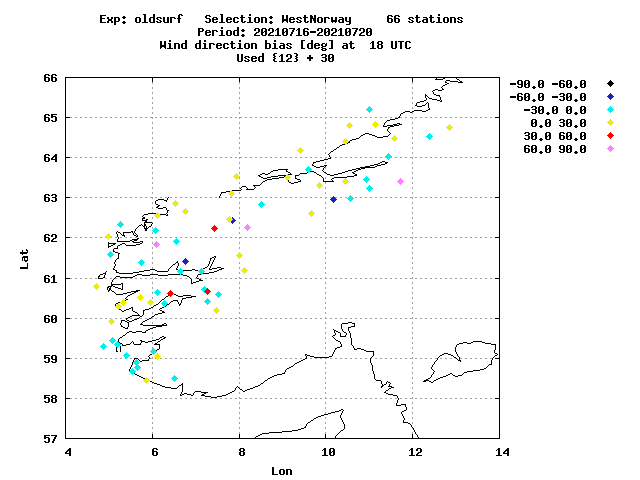 Exp: oldsurf   Selection: WestNorway     66 stations
Period: 20210716-20210720
Wind direction bias [deg] at  18 UTC
Used {12} + 30
-90.0 -60.0
-60.0 -30.0
-30.0 0.0
0.0 30.0
30.0 60.0
60.0 90.0
66
65
64
63
62
61
60
59
58
57
Lat
4 6 8 10 12 14
Lon